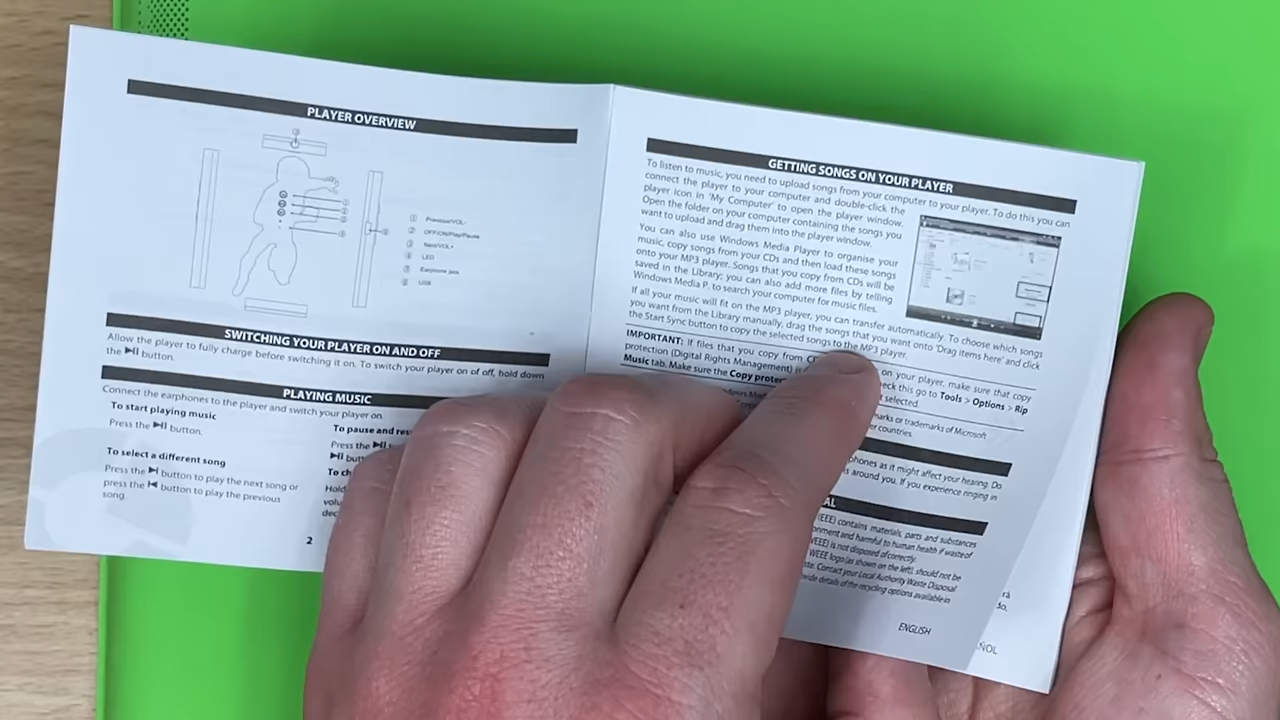 PLAYER OVERVIEW
Previous/VOL-
OFF/ON/Play/Pause
Next/VOL+
LED
Earphone jack
USB
SWITCHING YOUR PLAYER ON AND OFF
Allow the player to fully charge before switching it on. To switch your player on of off, hold down
the button.
PLAYING MUSIC
Connect the earphones to the player and switch your player on.
To start playing music
Press the button.
To select a different song
Press the button to play the next song or
press the button to play the previous
song.
To pause and
Press the
Hold
2
GETTING SONGS ON YOUR PLAYER
To listen to music, you need to upload songs from your computer to your player. To do this you can
connect the player to your computer and double-click the
player icon in 'My Computer' to open the player window.
Open the folder on your computer containing the songs you
want to upload and drag them into the player window.
You can also use Windows Media Player to organise your
music, copy songs from your CDs and then load these songs
onto your MP3 player. Songs that you copy from CDs will be
saved in the Library; you can also add more files by telling
Windows Media P. to search your computer for music files.
If all your music will fit on the MP3 player, you can transfer automatically. To choose which songs
you want from the Library manually, drag the songs that you want onto 'Drag items here' and click
the Start Sync button to copy the selected songs to the MP3 player.
IMPORTANT: If files that you copy from on your player, make sure that copy
protection (Digital Rights Management) this go to Tools > Options > Rip
Music tab. Make sure the Copy selected.
or trademarks of Microsoft
countries.
as it might affect your hearing. Do
around you. If you experience ringing in
(EEE) contains materials, parts and substances
and harmful to human health if waste of
(WEEE) is not disposed of correctly.
WEEE logo (as shown on the left), should not be
Contact your Local Authority Waste Disposal
details of the recycling options available in
ENGLISH